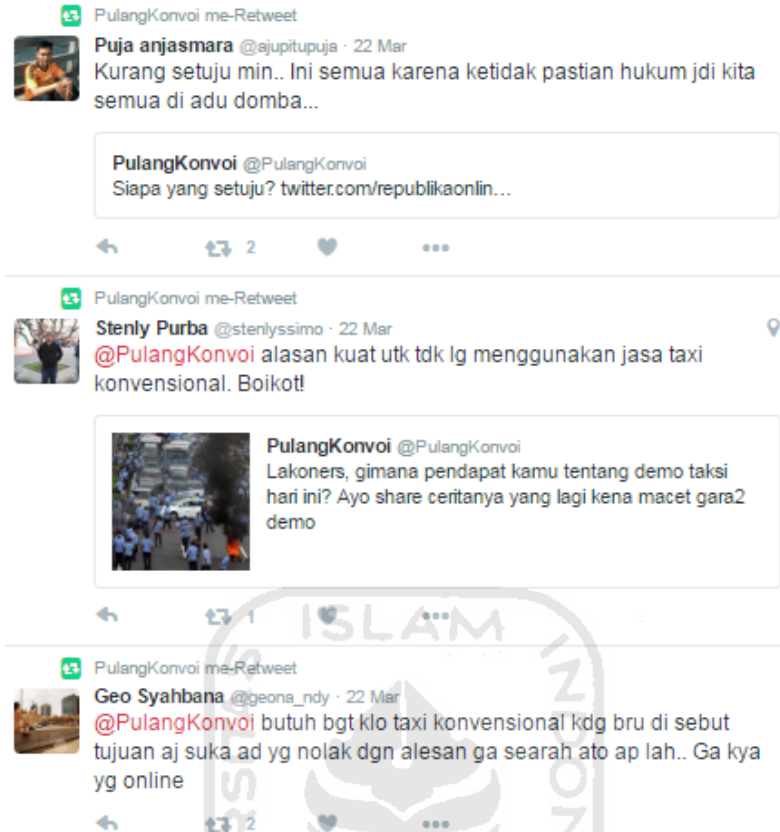 PulangKonvoi me-Retweet
Puja anjasmara @ajupitupuja · 22 Mar
Kurang setuju min.. Ini semua karena ketidak pastian hukum jdi kita
semua di adu domba...
PulangKonvoi @PulangKonvoi
Siapa yang setuju? twitter.com/republikaonlin...
2
PulangKonvoi me-Retweet
Stenly Purba @stenlyssimo · 22 Mar
@PulangKonvoi alasan kuat utk tdk lg menggunakan jasa taxi
konvensional. Boikot!
PulangKonvoi @PulangKonvoi
Lakoners, gimana pendapat kamu tentang demo taksi
hari ini? Ayo share ceritanya yang lagi kena macet gara2
demo
1
ISLAM
PulangKonvoi me-Retweet
Geo Syahbana @geona_ndy · 22 Mar
@PulangKonvoi butuh bgt klo taxi konvensional kdg bru di sebut
tujuan aj suka ad yg nolak dgn alesan ga searah ato ap lah.. Ga kya
yg online
2